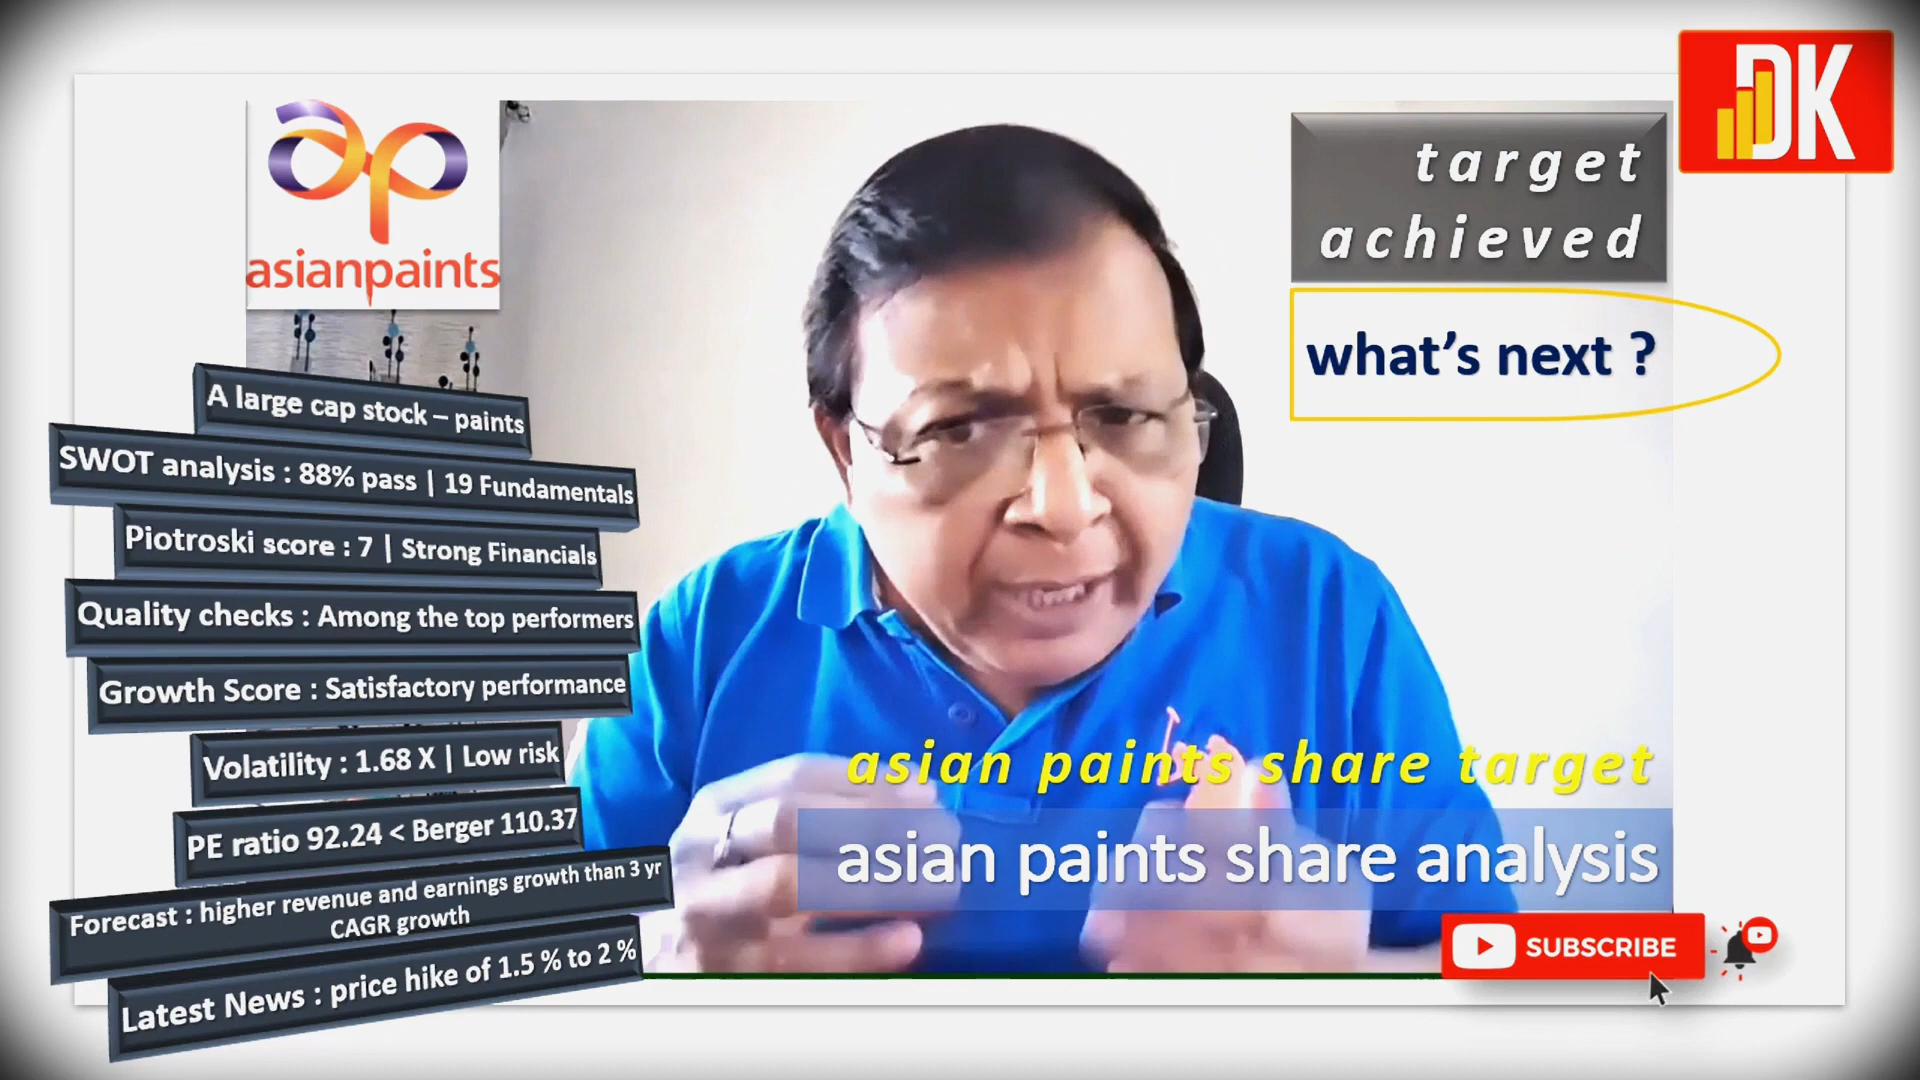 ap
asianpaints
A large cap stock – paints
SWOT analysis : 88% pass | 19 Fundamentals
Piotroski score : 7 | Strong Financials
Quality checks : Among the top performers
Growth Score : Satisfactory performance
Volatility : 1.68 X | Low risk
PE ratio 92.24 < Berger 110.37
Forecast : higher revenue and earnings growth than 3 yr
CAGR growth
Latest News : price hike of 1.5 % to 2 %
DK
target
achieved
what’s next ?
asian paints share target
asian paints share analysis
SUBSCRIBE